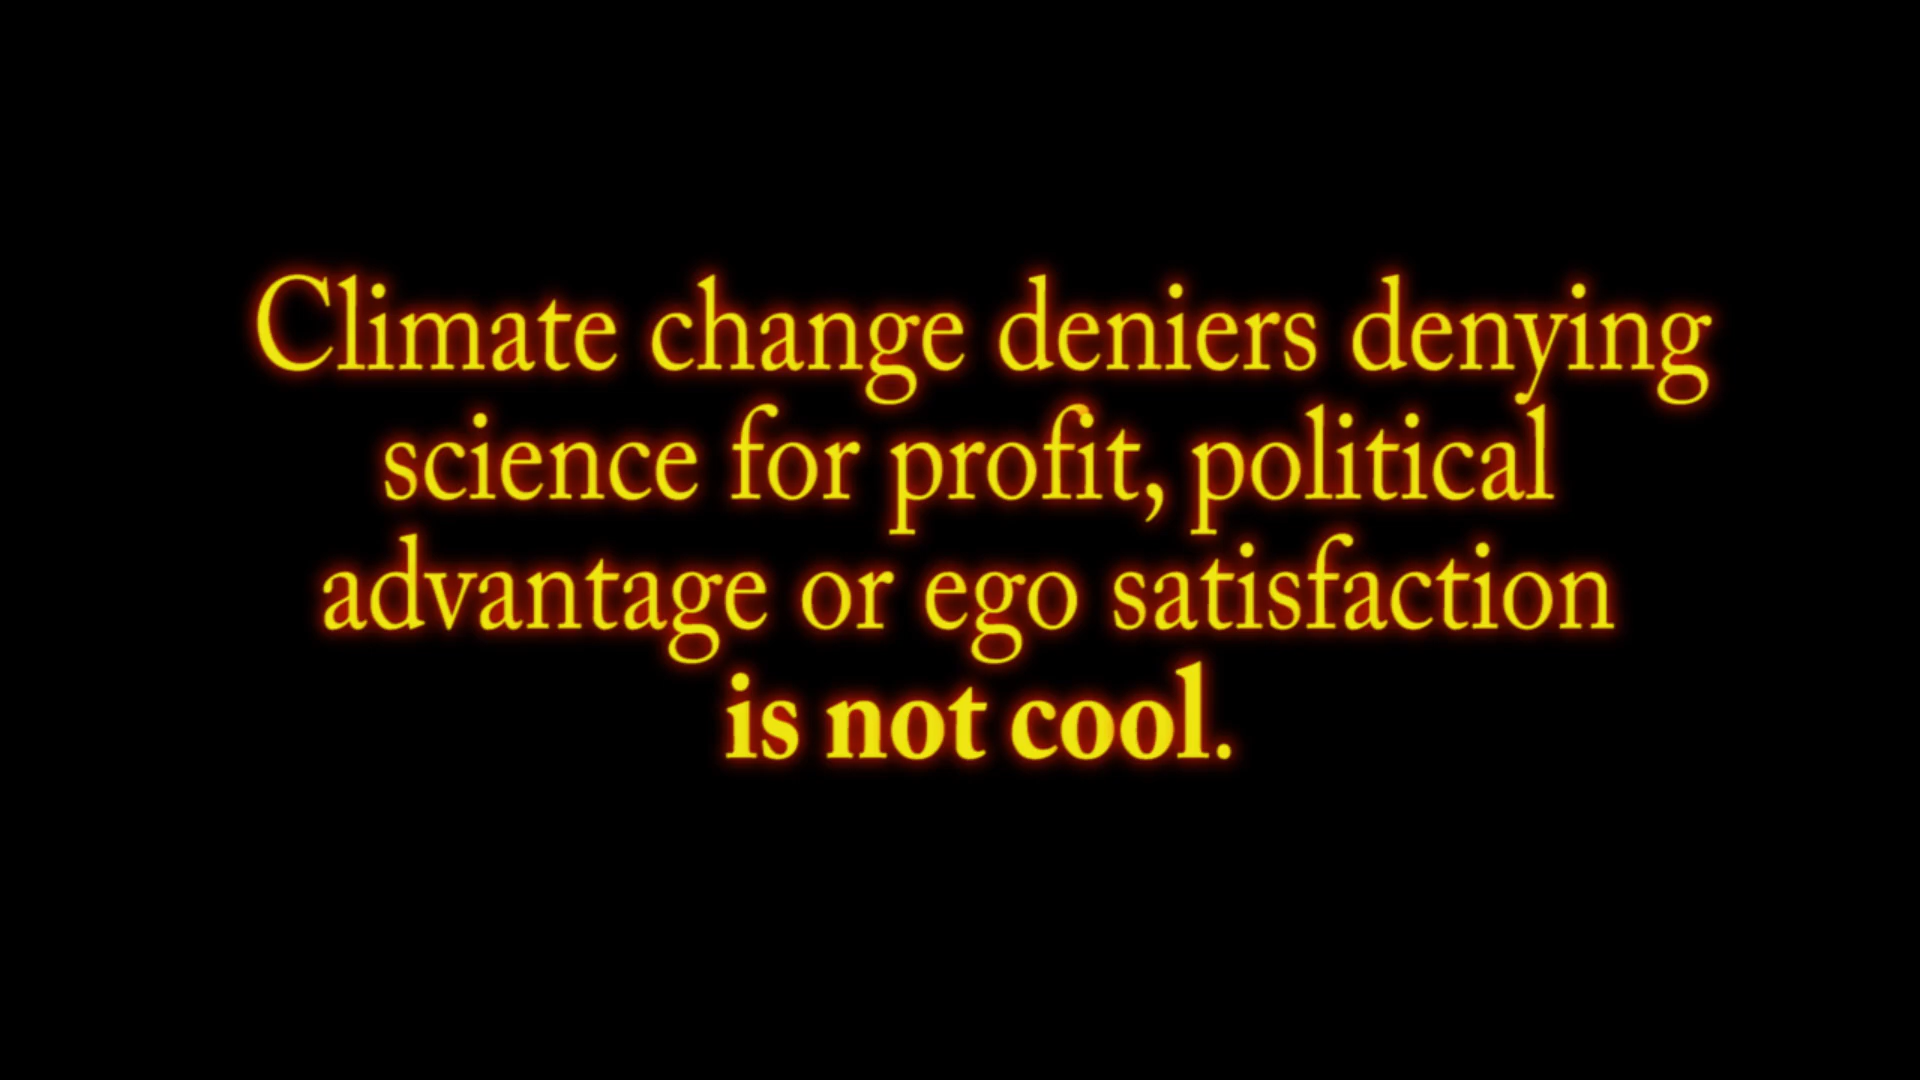 Climate change deniers denying
science for profit, political
advantage or ego satisfaction
is not cool.